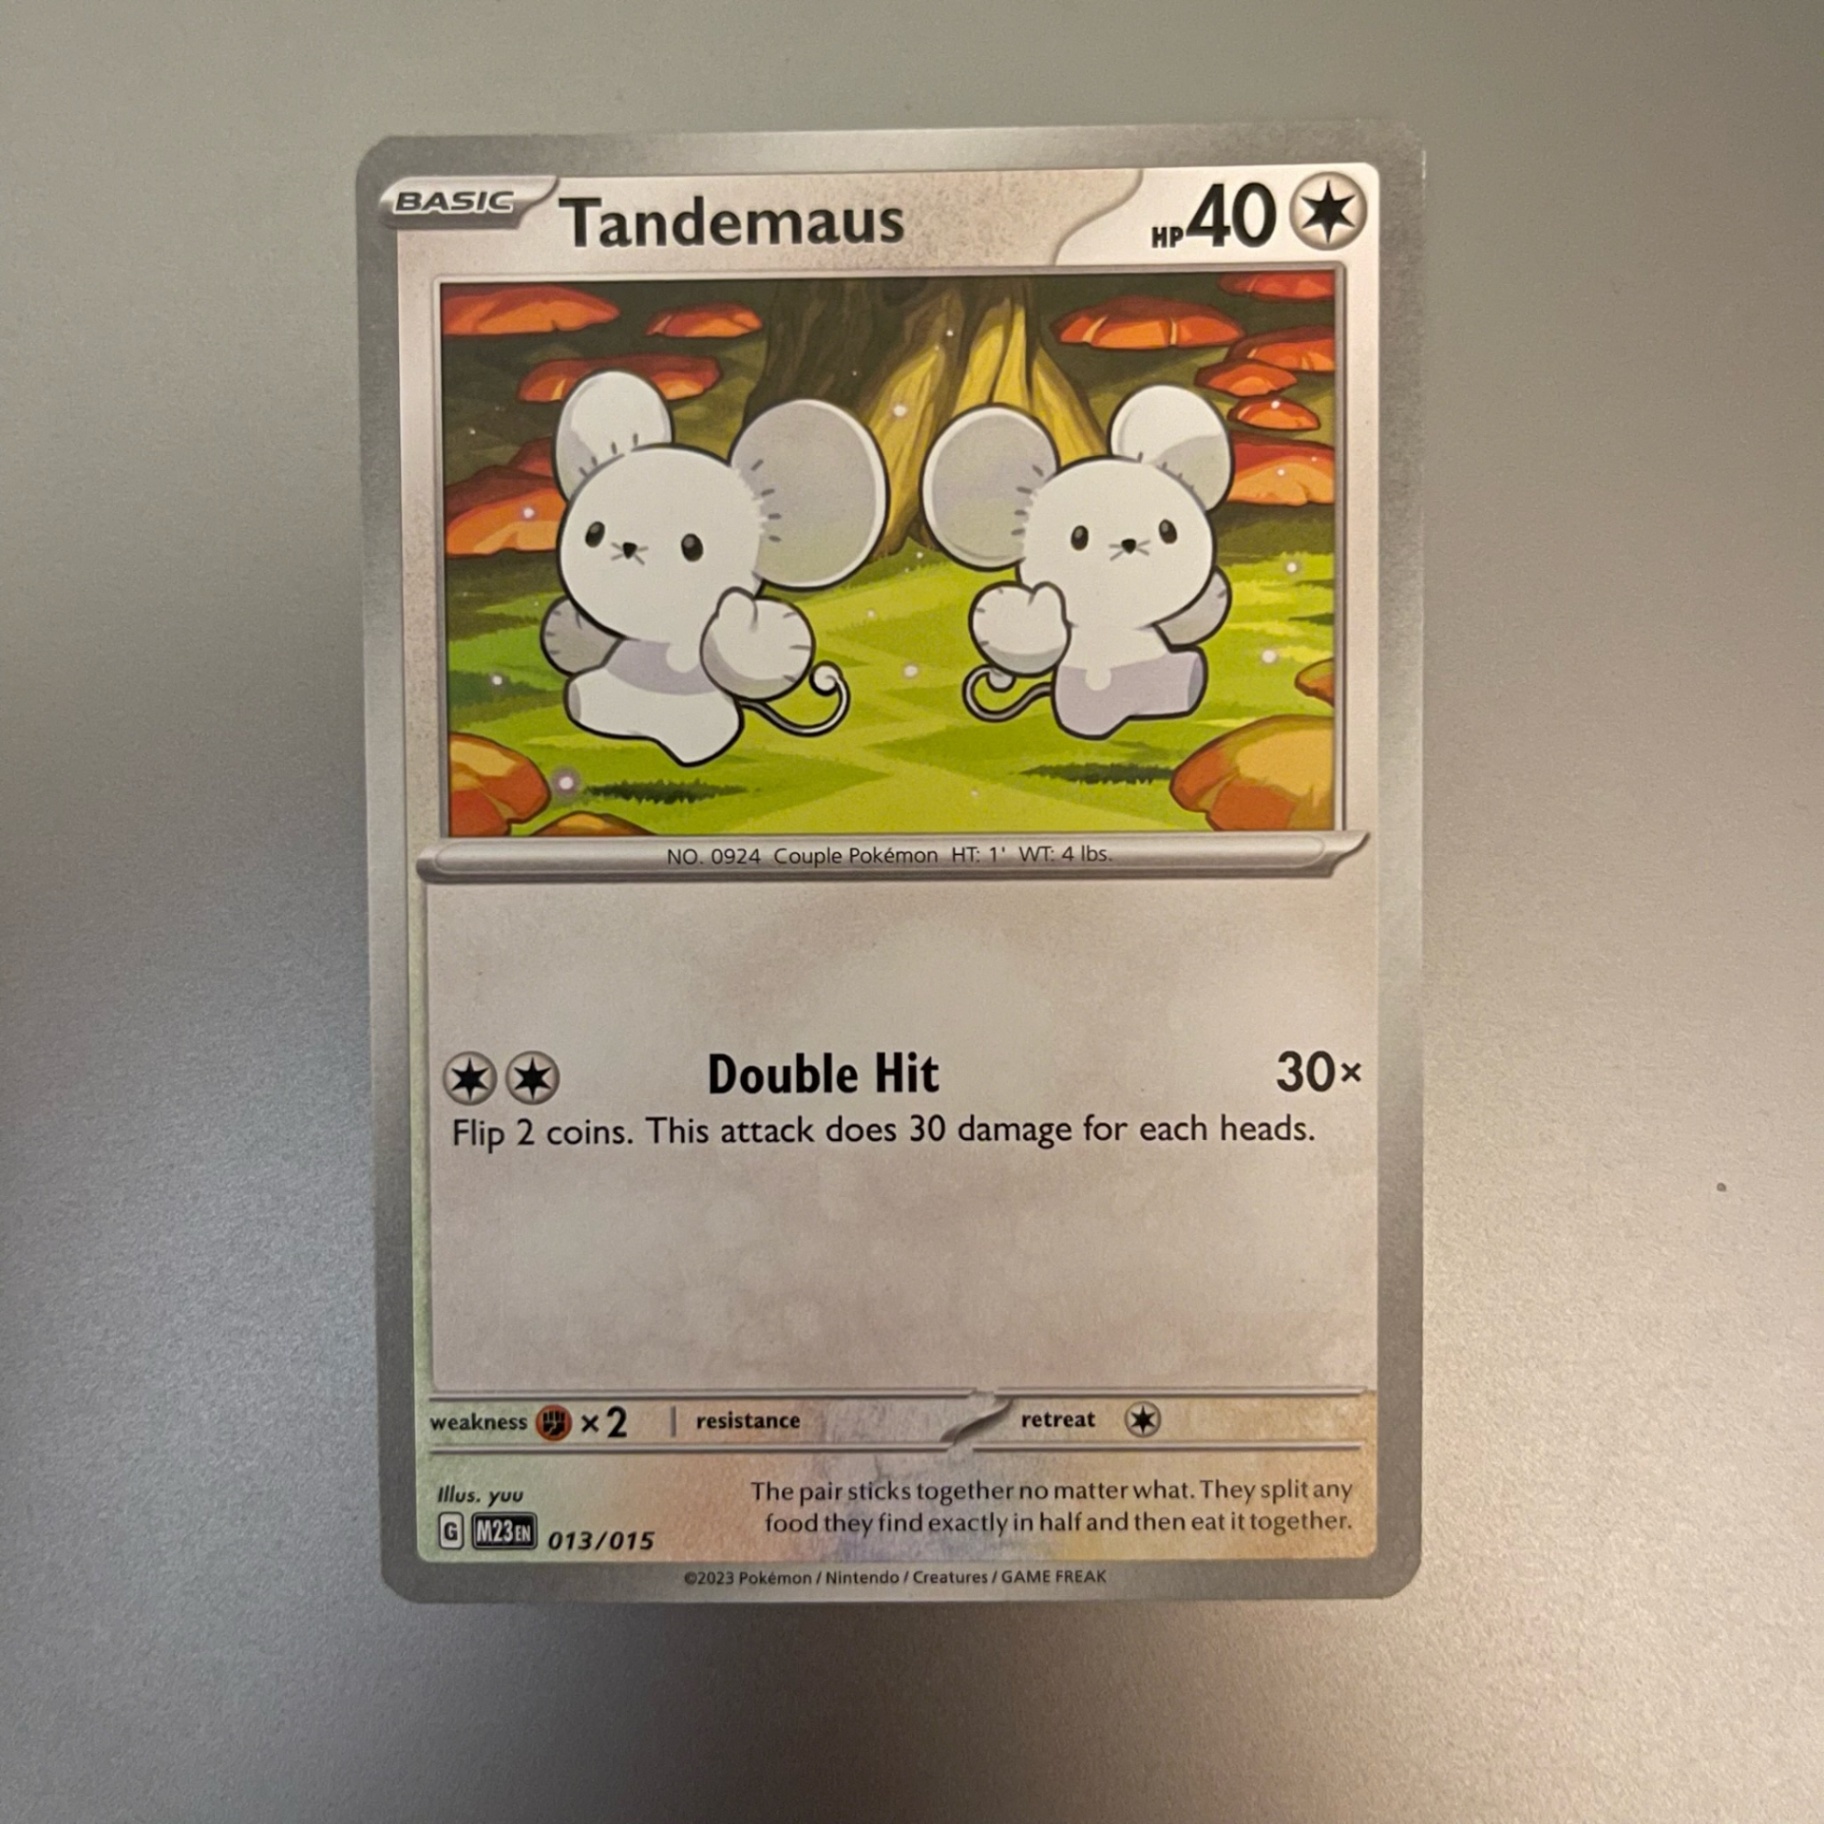 BASIC Tandemaus HP 40
NO. 0924 Couple Pokémon HT: 1' WT: 4 lbs.
Double Hit 30×
Flip 2 coins. This attack does 30 damage for each heads.
weakness ×2 resistance retreat
Illus. yuu
The pair sticks together no matter what. They split any
food they find exactly in half and then eat it together.
G M23EN 013/015
©2023 Pokémon / Nintendo / Creatures / GAME FREAK